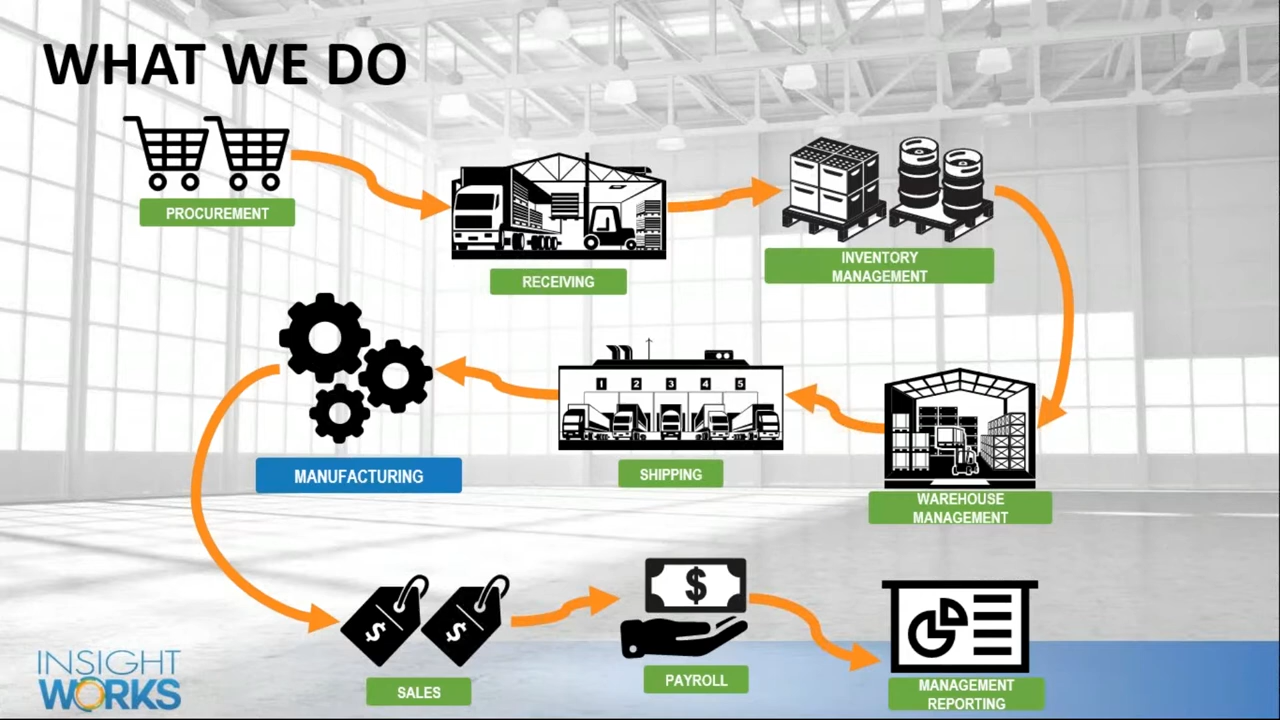 WHAT WE DO
PROCUREMENT
RECEIVING
INVENTORY
MANAGEMENT
1 2 3 4 5
MANUFACTURING
SHIPPING
WAREHOUSE
MANAGEMENT
$ $
$
SALES
PAYROLL
MANAGEMENT
REPORTING
INSIGHT
WORKS